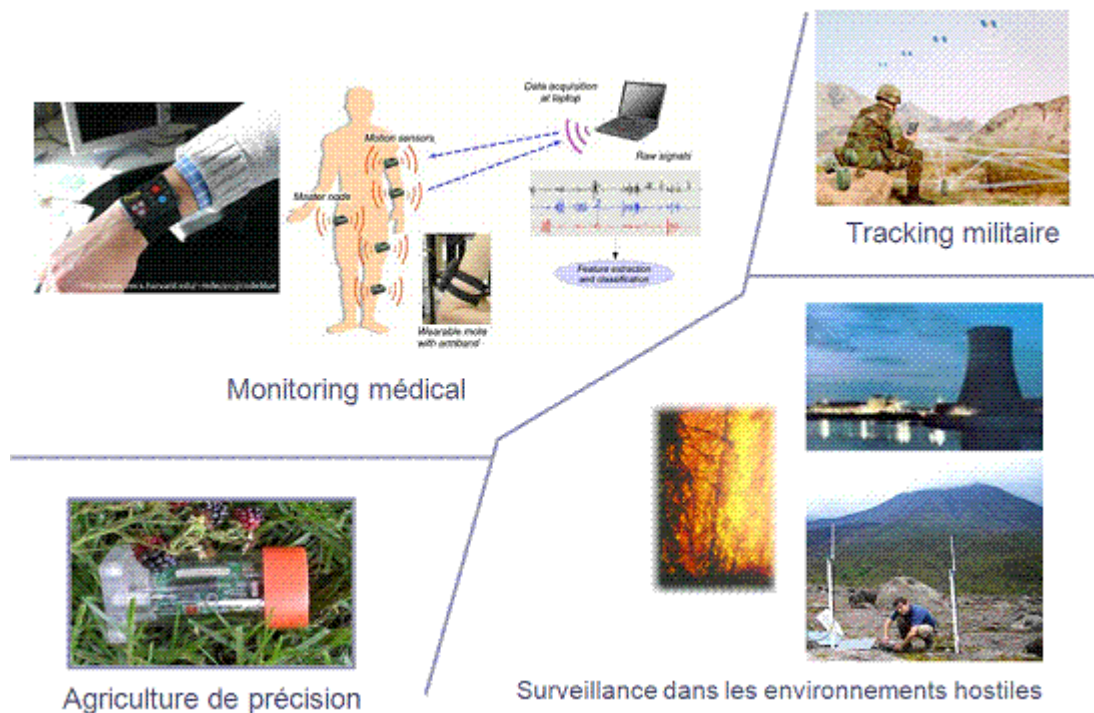 Data acquisition
at laptop
Motion sensors
Raw signals
Master node
Feature extraction
and classification
Wearable mote
with armband
Monitoring médical
Tracking militaire
Agriculture de précision
Surveillance dans les environnements hostiles